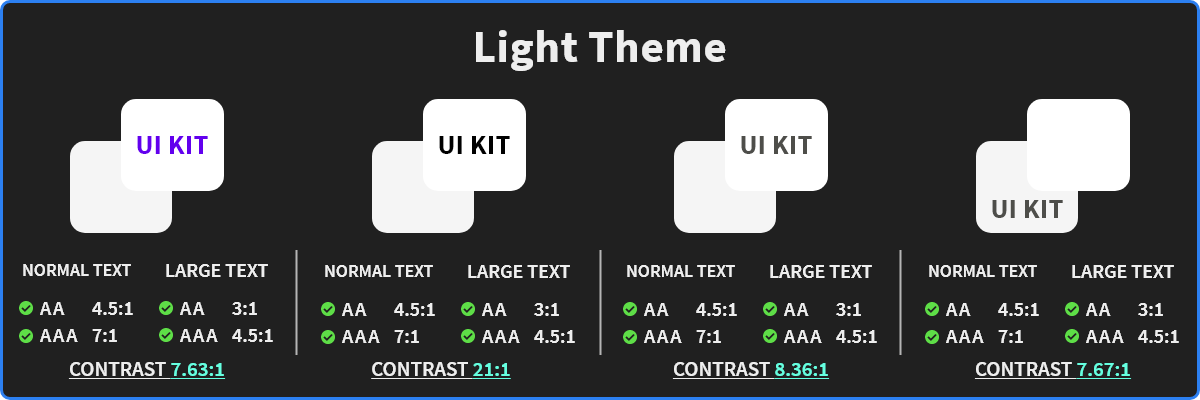 Light Theme
UI KIT
NORMAL TEXT LARGE TEXT
AA 4.5:1 AA 3:1
AAA 7:1 AAA 4.5:1
CONTRAST 7.63:1
UI KIT
NORMAL TEXT LARGE TEXT
AA 4.5:1 AA 3:1
AAA 7:1 AAA 4.5:1
CONTRAST 21:1
UI KIT
NORMAL TEXT LARGE TEXT
AA 4.5:1 AA 3:1
AAA 7:1 AAA 4.5:1
CONTRAST 8.36:1
UI KIT
NORMAL TEXT LARGE TEXT
AA 4.5:1 AA 3:1
AAA 7:1 AAA 4.5:1
CONTRAST 7.67:1